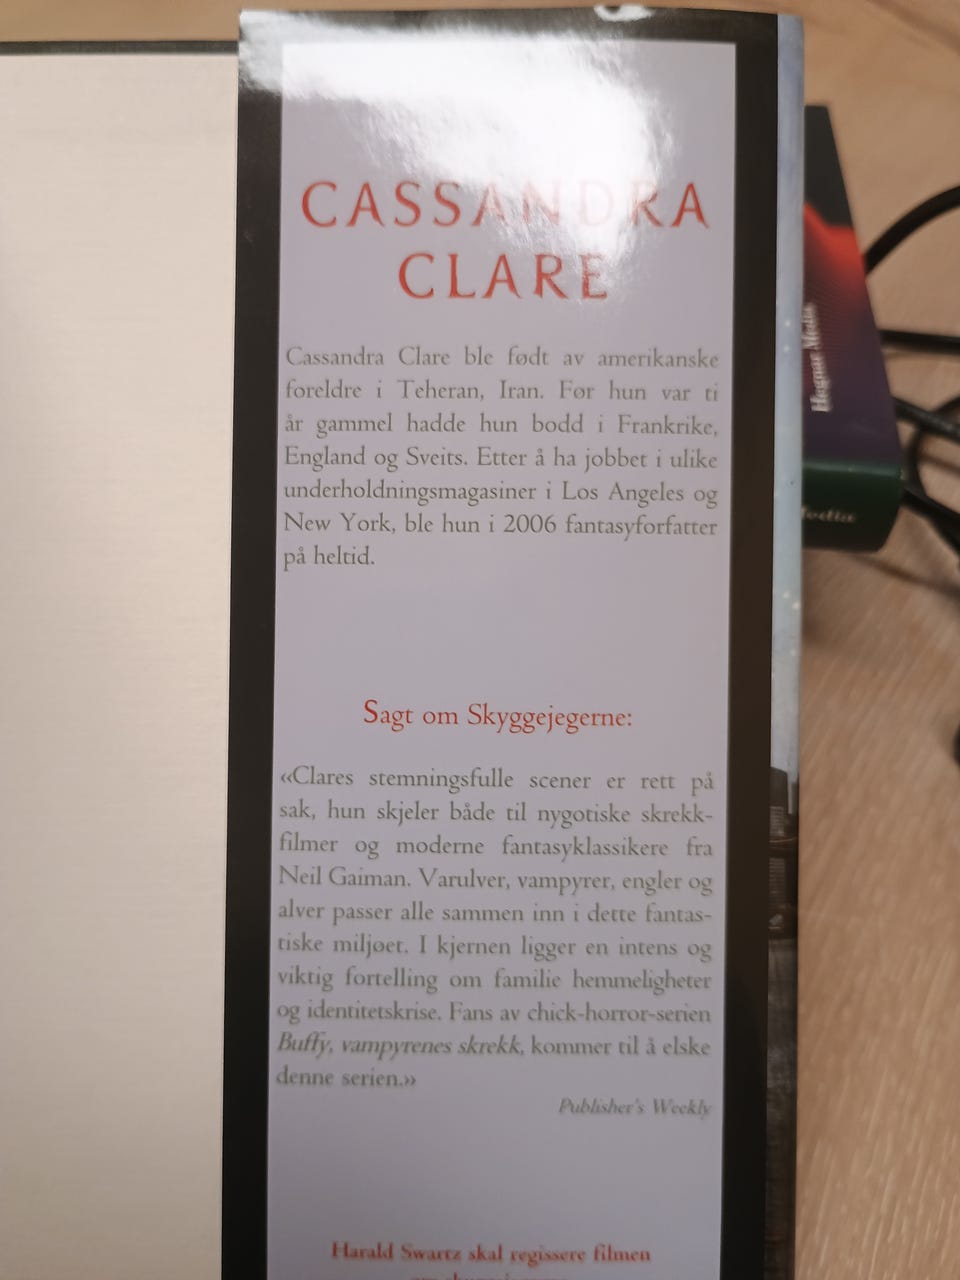 CASSANDRA
CLARE
Cassandra Clare ble født av amerikanske
foreldre i Teheran, Iran. Før hun var ti
år gammel hadde hun bodd i Frankrike,
England og Sveits. Etter å ha jobbet i ulike
underholdningsmagasiner i Los Angeles og
New York, ble hun i 2006 fantasyforfatter
på heltid.
Sagt om Skyggejegerne:
«Clares stemningsfulle scener er rett på
sak, hun skjeler både til nygotiske skrekk-
filmer og moderne fantasyklassikere fra
Neil Gaiman. Varulver, vampyrer, engler og
alver passer alle sammen inn i dette fantas-
tiske miljøet. I kjernen ligger en intens og
viktig fortelling om familie hemmeligheter
og identitetskrise. Fans av chick-horror-serien
Buffy, vampyrenes skrekk, kommer til å elske
denne serien.»
Publisher's Weekly
Harald Swartz skal regissere filmen
Hegnar Media
Media